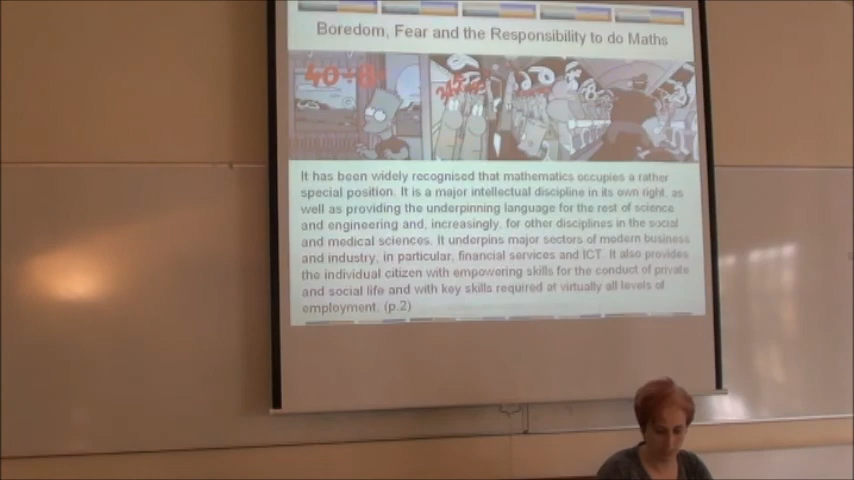 Boredom, Fear and the Responsibility to do Maths
40÷8
It has been widely recognised that mathematics occupies a rather
special position. It is a major intellectual discipline in its own right, as
well as providing the underpinning language for the rest of science
and engineering and, increasingly, for other disciplines in the social
and medical sciences. It underpins major sectors of modern business
and industry, in particular, financial services and ICT. It also provides
the individual citizen with empowering skills for the conduct of private
and social life and with key skills required at virtually all levels of
employment. (p.2)